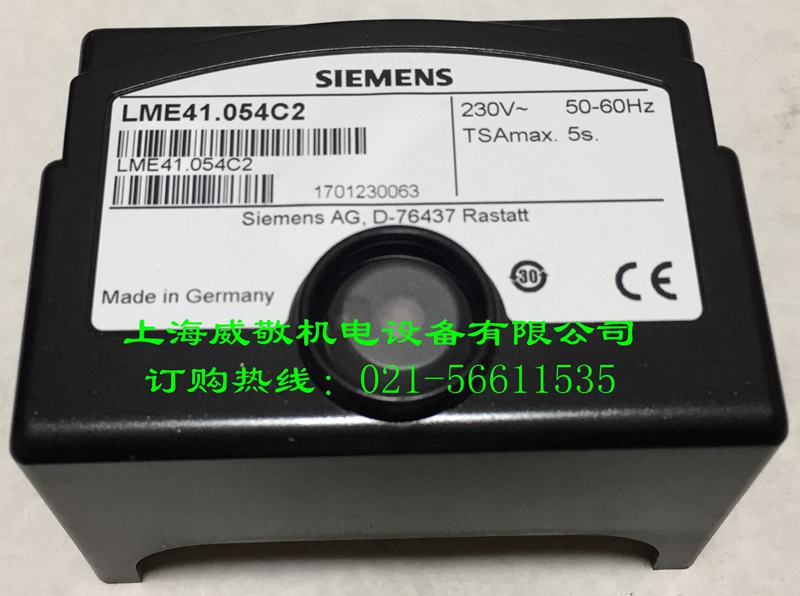 SIEMENS
LME41.054C2
230V~ 50-60Hz
TSAmax. 5s.
LME41.054C2
1701230063
Siemens AG, D-76437 Rastatt
30
Made in Germany
CE
上海威敬机电设备有限公司
订购热线：021-56611535